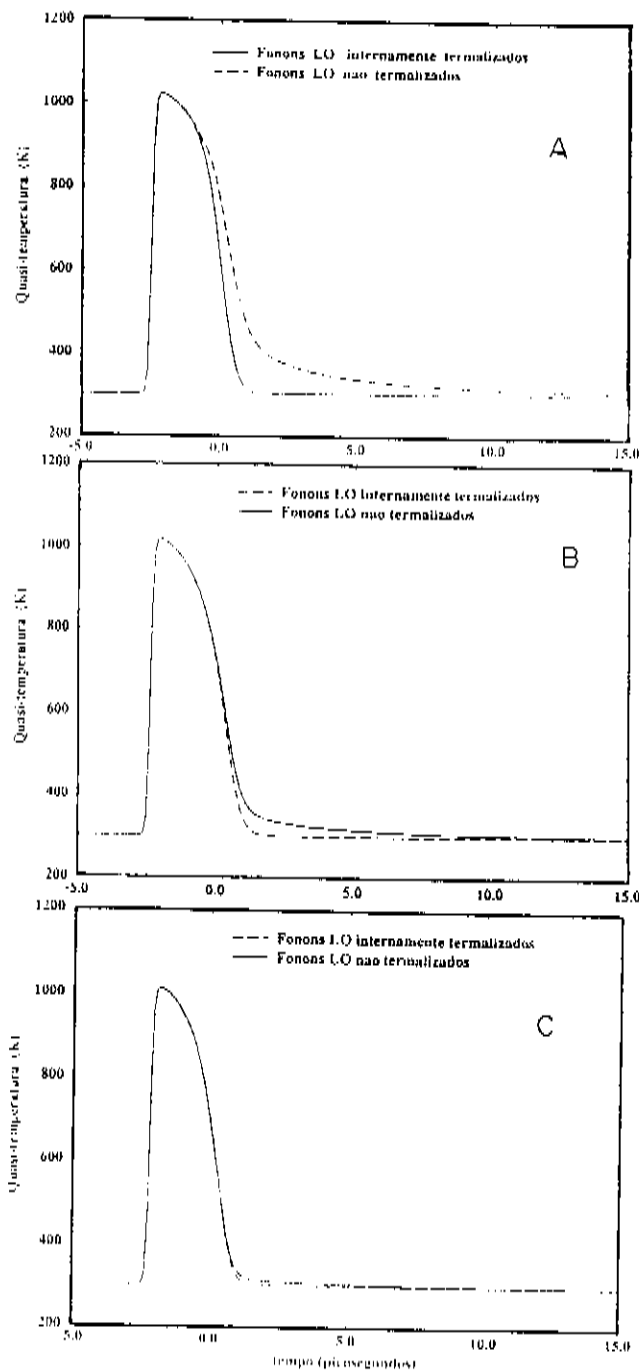 1200
Fonons LO internamente termalizados
Fonons LO nao termalizados
A
1000
800
600
400
200
Quasi-temperatura (K)
-5.0 0.0 5.0 10.0 15.0
1200
Fonons LO internamente termalizados
Fonons LO nao termalizados
B
1000
800
600
400
200
Quasi-temperatura (K)
-5.0 0.0 5.0 10.0 15.0
1200
Fonons LO internamente termalizados
Fonons LO nao termalizados
C
1000
800
600
400
200
Quasi-temperatura (K)
5.0 0.0 5.0 10.0 15.0
Tempo (picosegundos)